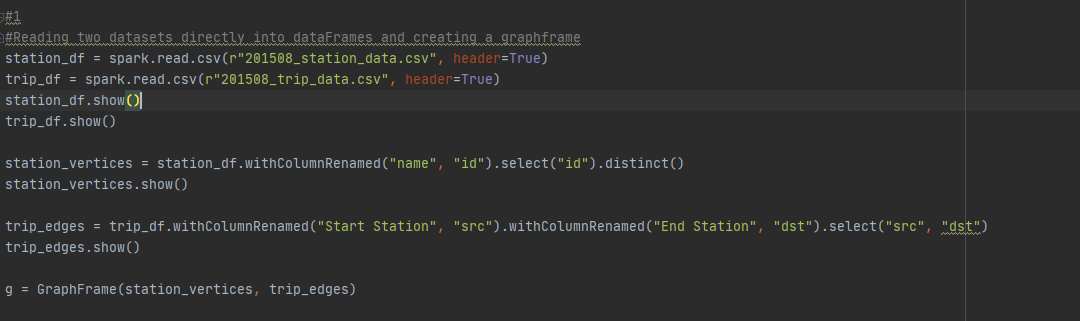 #1
#Reading two datasets directly into dataFrames and creating a graphframe
station_df = spark.read.csv(r"201508_station_data.csv", header=True)
trip_df = spark.read.csv(r"201508_trip_data.csv", header=True)
station_df.show()
trip_df.show()
station_vertices = station_df.withColumnRenamed("name", "id").select("id").distinct()
station_vertices.show()
trip_edges = trip_df.withColumnRenamed("Start Station", "src").withColumnRenamed("End Station", "dst").select("src", "dst")
trip_edges.show()
g = GraphFrame(station_vertices, trip_edges)